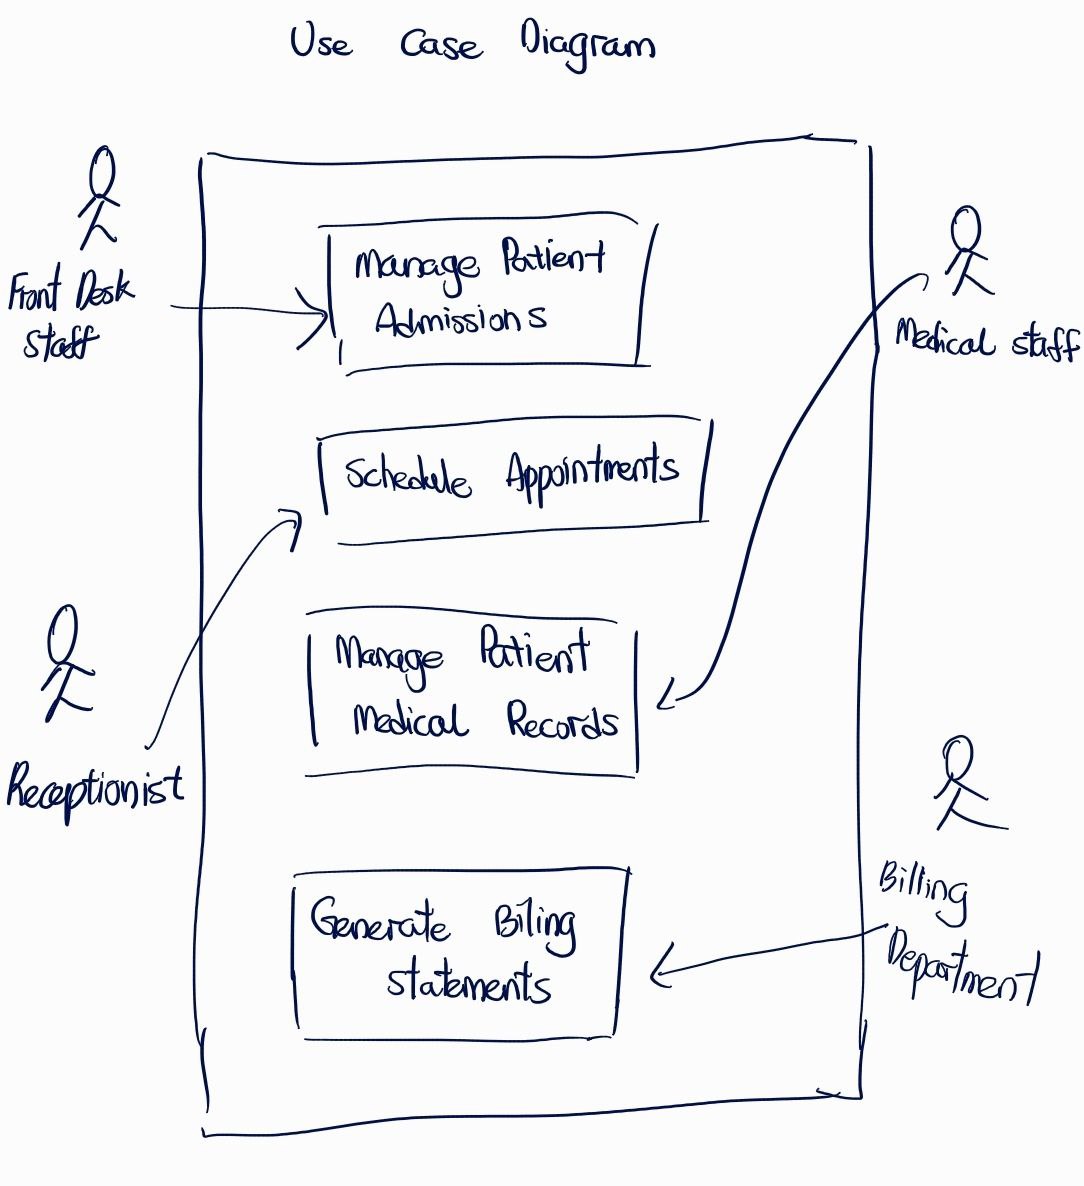 Use Case Diagram
Front Desk
staff
Manage Patient
Admissions
Medical staff
Schedule Appointments
Receptionist
Manage Patient
Medical Records
Billing
Department
Generate Biling
statements